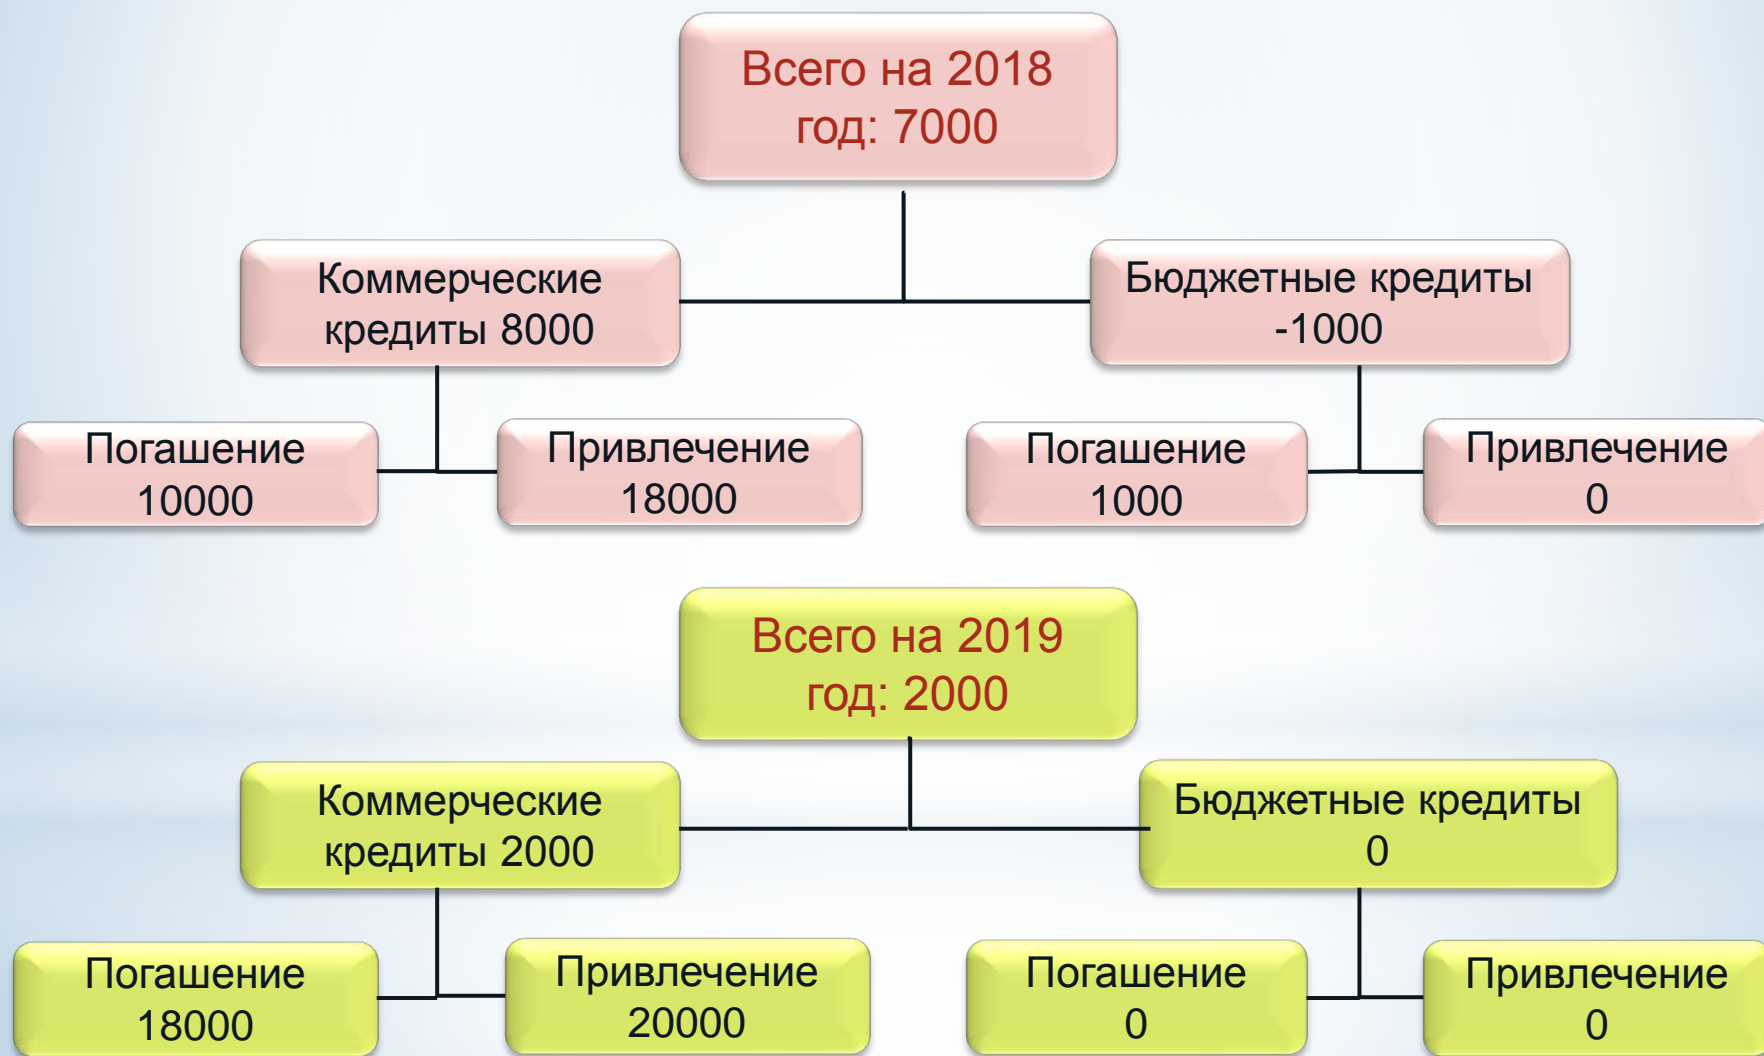 Всего на 2018
год: 7000
Коммерческие
кредиты 8000
Бюджетные кредиты
-1000
Погашение
10000
Привлечение
18000
Погашение
1000
Привлечение
0
Всего на 2019
год: 2000
Коммерческие
кредиты 2000
Бюджетные кредиты
0
Погашение
18000
Привлечение
20000
Погашение
0
Привлечение
0